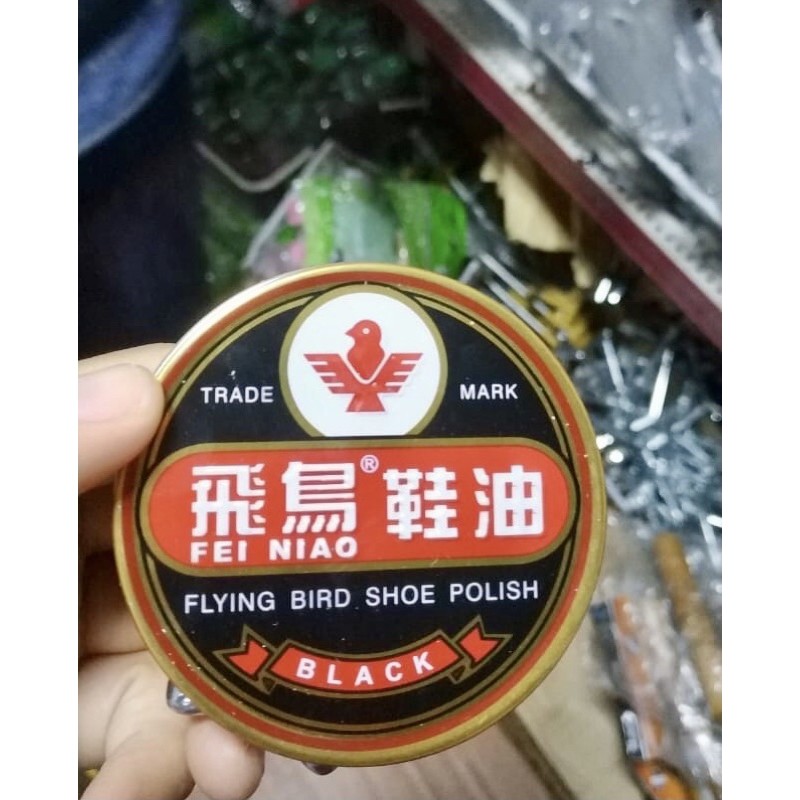 TRADE MARK
飛鳥® 鞋油
FEI NIAO
FLYING BIRD SHOE POLISH
BLACK